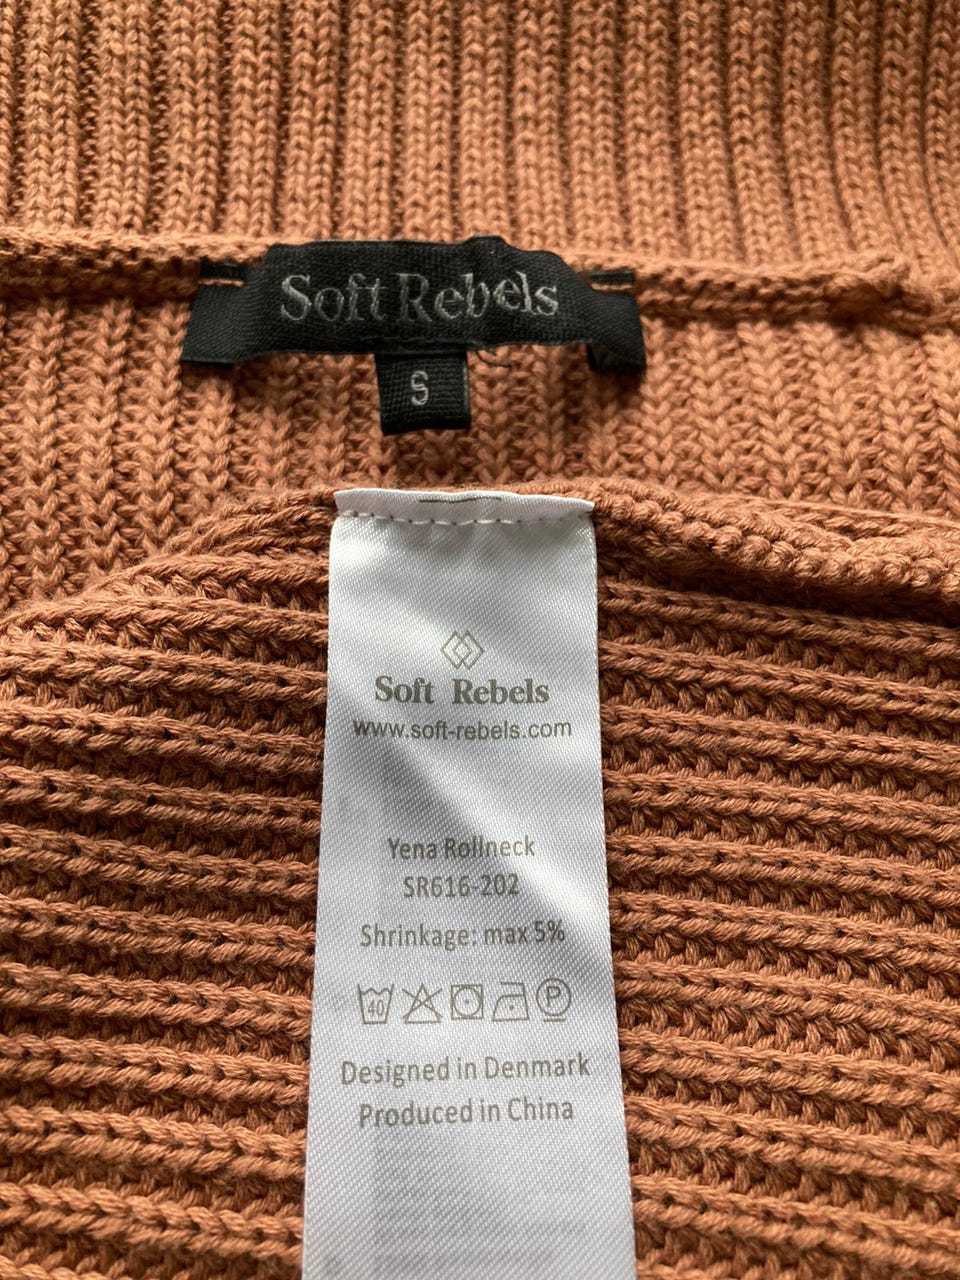 Soft Rebels
S
Soft Rebels
www.soft-rebels.com
Yena Rollneck
SR616-202
Shrinkage: max 5%
40
P
Designed in Denmark
Produced in China